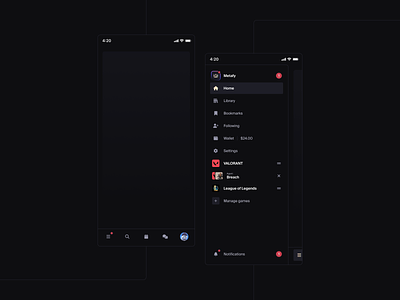 4:20
4:20
Metafy
Home
Library
Bookmarks
Following
Wallet $24.00
Settings
VALORANT
Breach
League of Legends
Manage games
Notifications